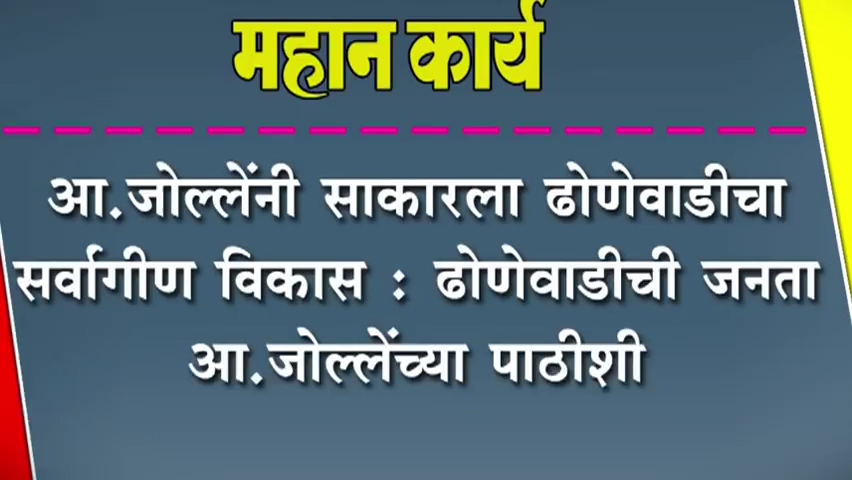 महान कार्य
आ.जोल्लेंनी साकारला ढोणेवाडीचा
सर्वागीण विकास : ढोणेवाडीची जनता
आ.जोल्लेंच्या पाठीशी